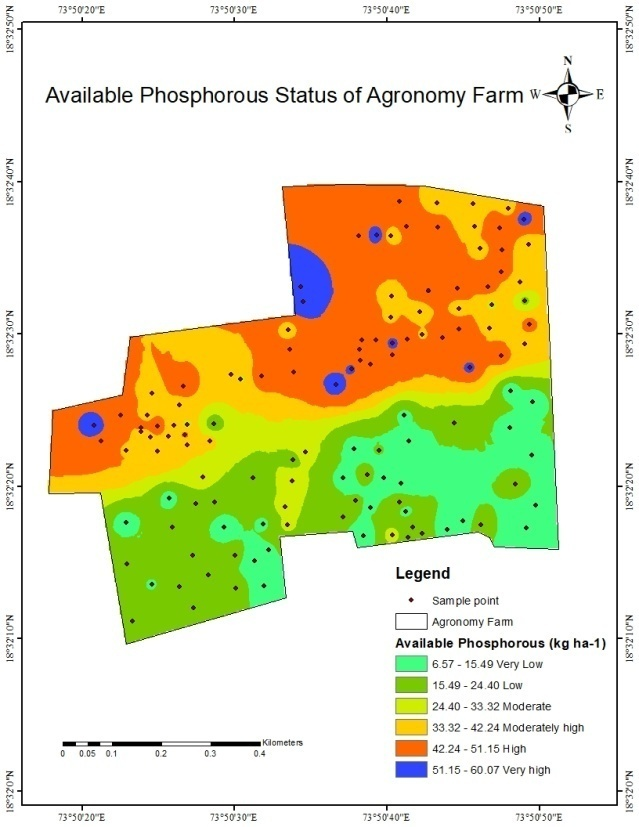 73°50'20"E 73°50'30"E 73°50'40"E 73°50'50"E
18°32'50"N 18°32'50"N
Available Phosphorous Status of Agronomy Farm
N
W E
S
18°32'40"N 18°32'40"N
18°32'30"N 18°32'30"N
18°32'20"N 18°32'20"N
18°32'10"N 18°32'10"N
Legend
Sample point
Agronomy Farm
Available Phosphorous (kg ha-1)
6.57 - 15.49 Very Low
15.49 - 24.40 Low
24.40 - 33.32 Moderate
33.32 - 42.24 Moderately high
42.24 - 51.15 High
51.15 - 60.07 Very high
Kilometers
0 0.05 0.1 0.2 0.3 0.4
18°32'0"N 18°32'0"N
73°50'20"E 73°50'30"E 73°50'40"E 73°50'50"E